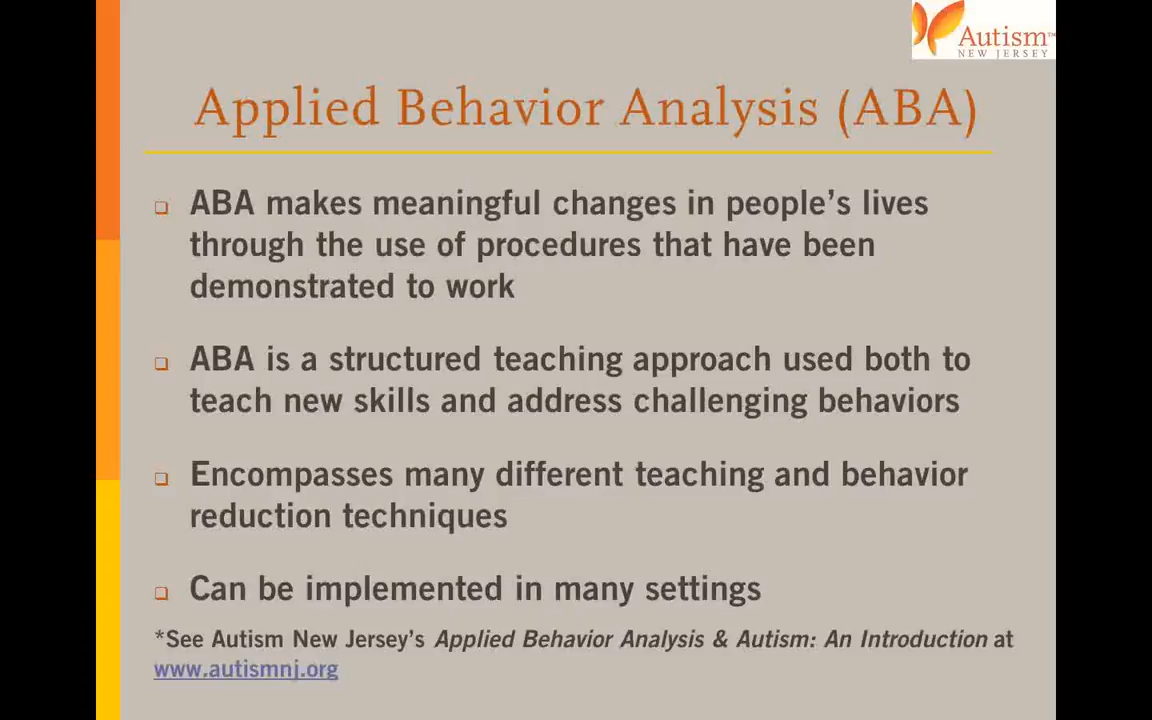 Autism™
NEW JERSEY
Applied Behavior Analysis (ABA)
ABA makes meaningful changes in people's lives
through the use of procedures that have been
demonstrated to work
ABA is a structured teaching approach used both to
teach new skills and address challenging behaviors
Encompasses many different teaching and behavior
reduction techniques
Can be implemented in many settings
*See Autism New Jersey's Applied Behavior Analysis & Autism: An Introduction at
www.autismnj.org